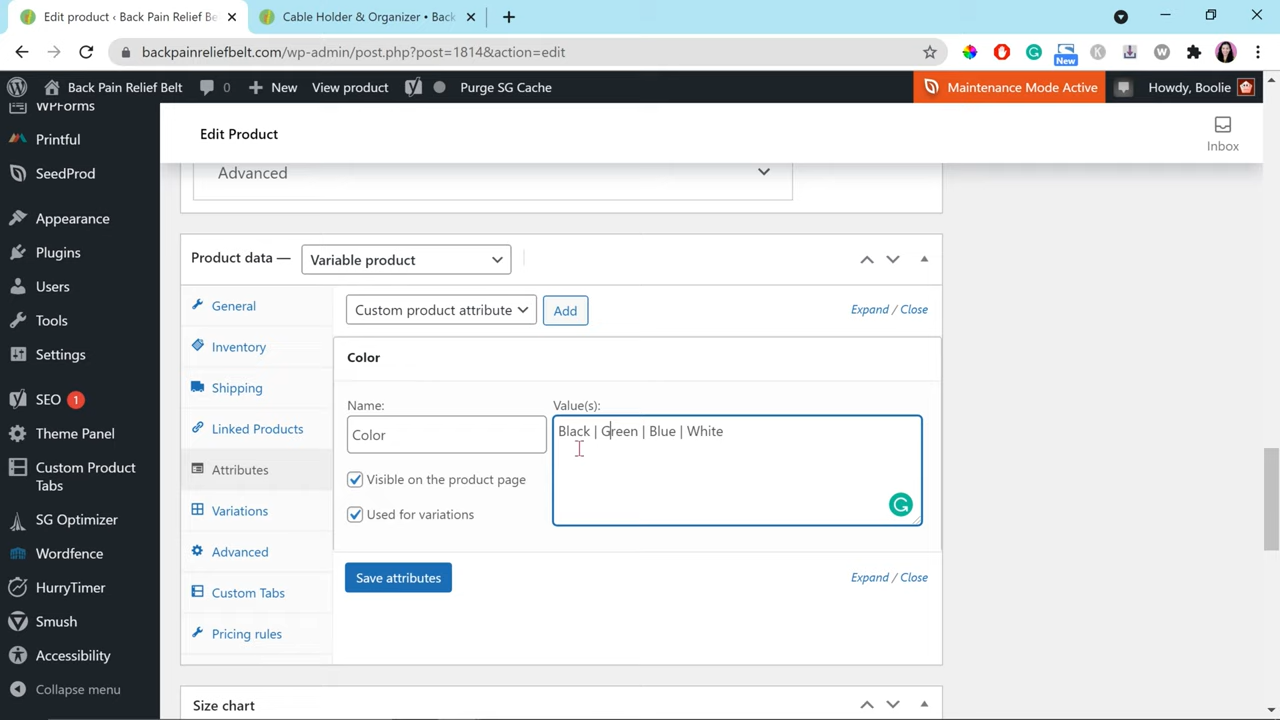 Edit product ‹ Back Pain Relief Be
Cable Holder & Organizer • Back
backpainreliefbelt.com/wp-admin/post.php?post=1814&action=edit
New
K
W
Back Pain Relief Belt
0
New
View product
Purge SG Cache
Maintenance Mode Active
Howdy, Boolie
WPForms
Printful
SeedProd
Appearance
Plugins
Users
Tools
Settings
SEO 1
Theme Panel
Custom Product
Tabs
SG Optimizer
Wordfence
HurryTimer
Smush
Accessibility
Collapse menu
Edit Product
Inbox
Advanced
Product data —
Variable product
General
Inventory
Shipping
Linked Products
Attributes
Variations
Advanced
Custom Tabs
Pricing rules
Custom product attribute
Add
Expand / Close
Color
Name:
Value(s):
Color
Black | Green | Blue | White
Visible on the product page
Used for variations
Save attributes
Expand / Close
Size chart